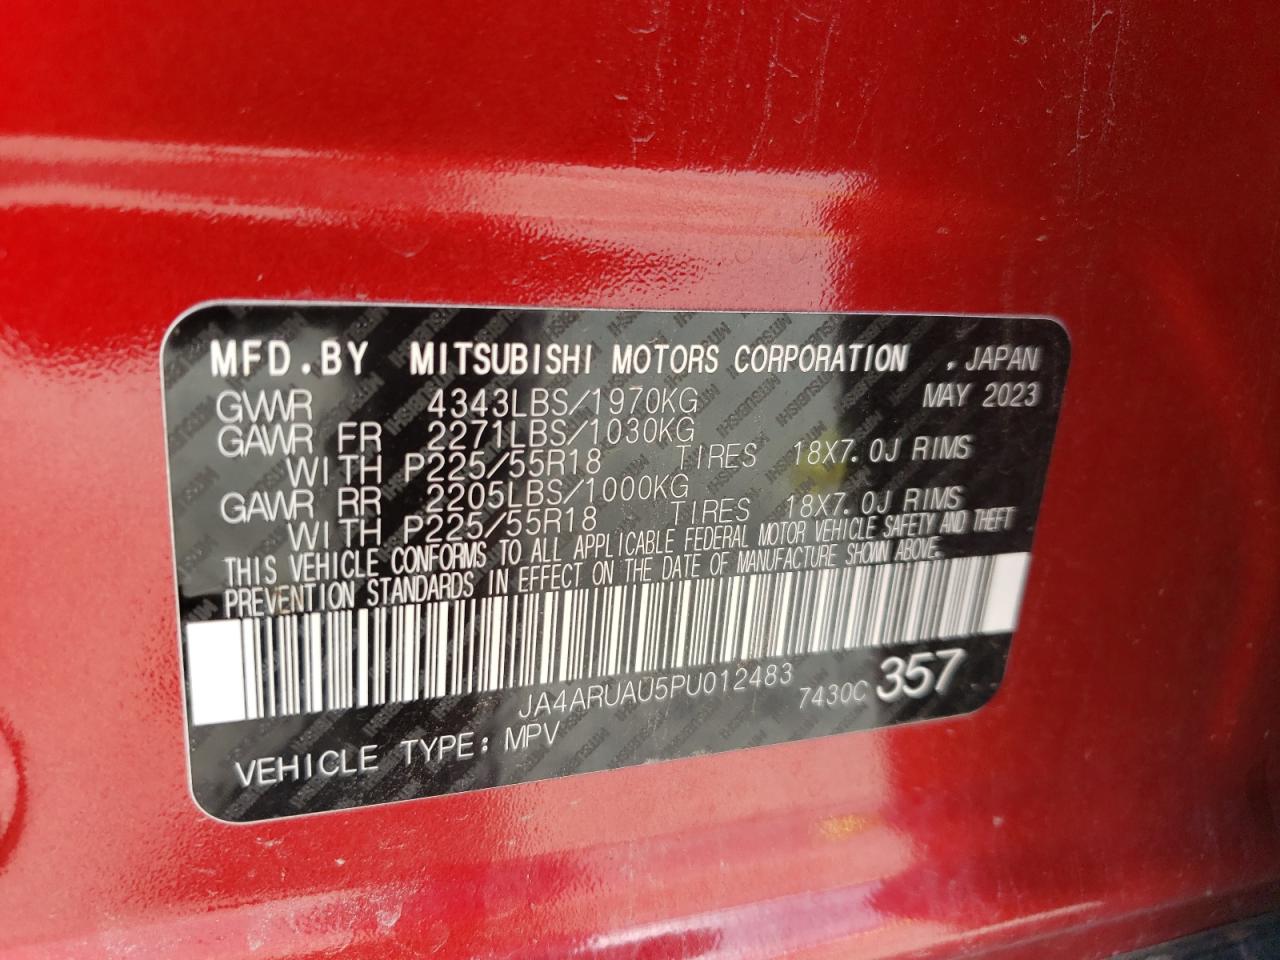 MFD.BY MITSUBISHI MOTORS CORPORATION , JAPAN
GVWR 4343LBS/1970KG MAY 2023
GAWR FR 2271LBS/1030KG
WITH P225/55R18 TIRES 18X7.0J RIMS
GAWR RR 2205LBS/1000KG
WITH P225/55R18 TIRES 18X7.0J RIMS
THIS VEHICLE CONFORMS TO ALL APPLICABLE FEDERAL MOTOR VEHICLE SAFETY AND THEFT
PREVENTION STANDARDS IN EFFECT ON THE DATE OF MANUFACTURE SHOWN ABOVE.
JA4ARUAU5PU012483 7430C 357
VEHICLE TYPE: MPV